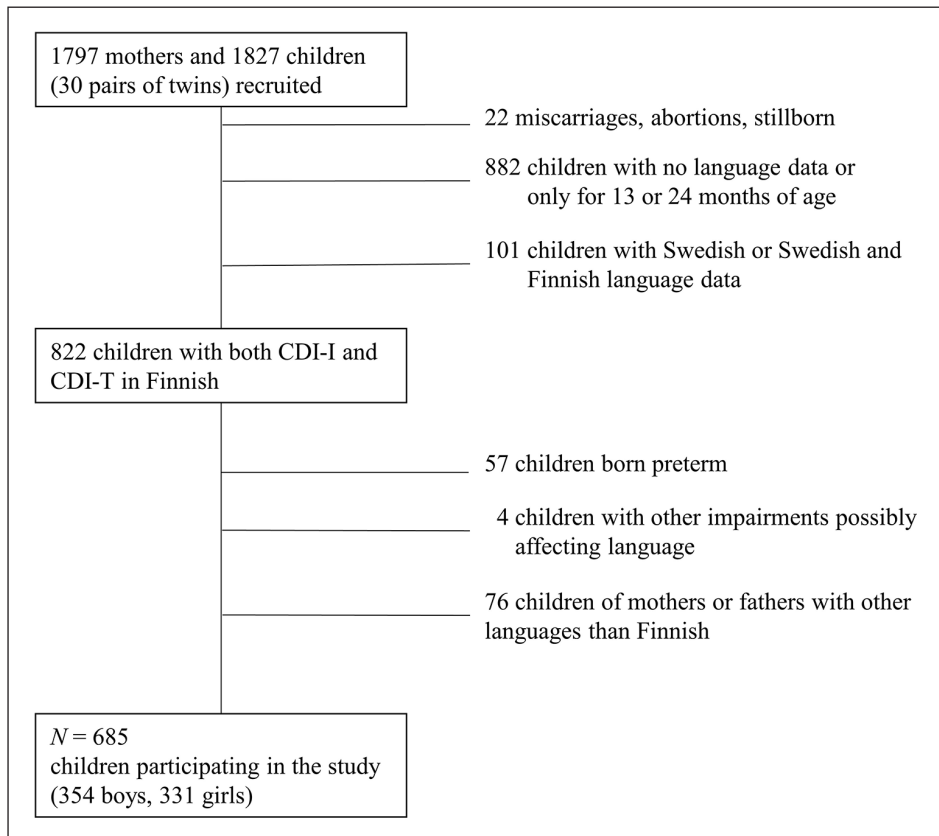 1797 mothers and 1827 children
(30 pairs of twins) recruited
22 miscarriages, abortions, stillborn
882 children with no language data or
only for 13 or 24 months of age
101 children with Swedish or Swedish and
Finnish language data
822 children with both CDI-I and
CDI-T in Finnish
57 children born preterm
4 children with other impairments possibly
affecting language
76 children of mothers or fathers with other
languages than Finnish
N = 685
children participating in the study
(354 boys, 331 girls)